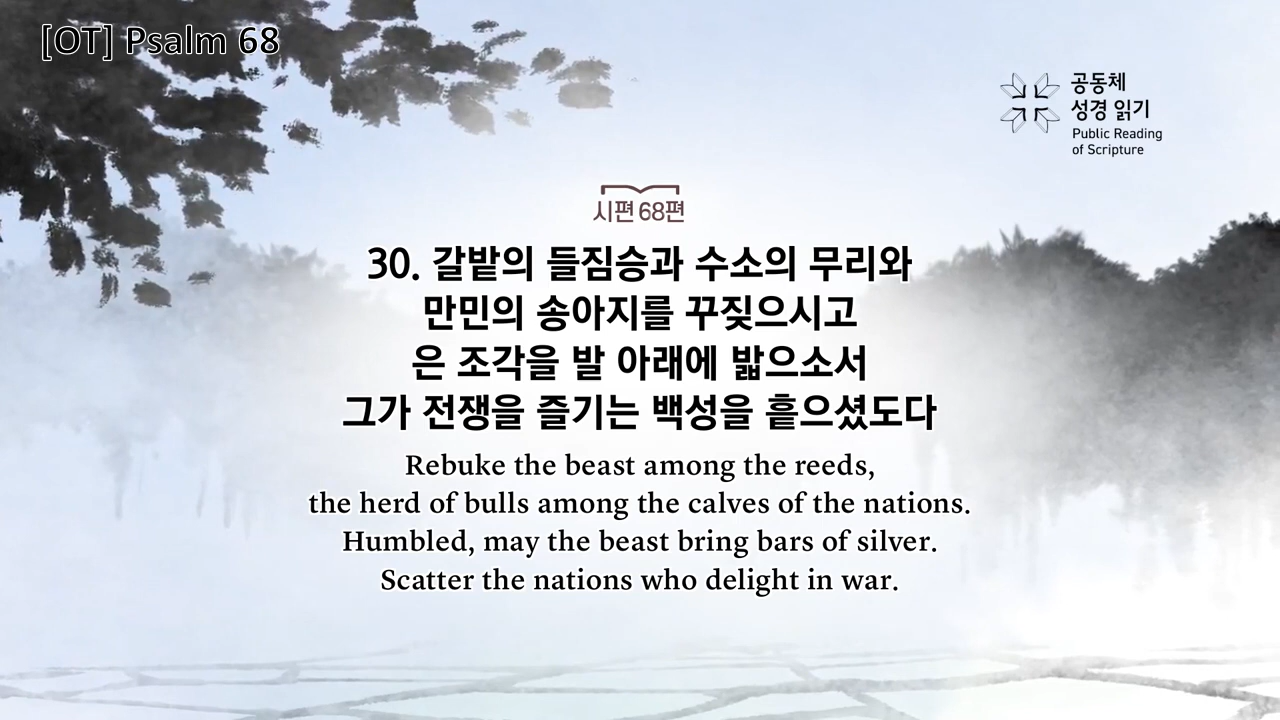 [OT] Psalm 68
공동체
성경 읽기
Public Reading
of Scripture
시편 68편
30. 갈밭의 들짐승과 수소의 무리와
만민의 송아지를 꾸짖으시고
은 조각을 발 아래에 밟으소서
그가 전쟁을 즐기는 백성을 흩으셨도다
Rebuke the beast among the reeds,
the herd of bulls among the calves of the nations.
Humbled, may the beast bring bars of silver.
Scatter the nations who delight in war.